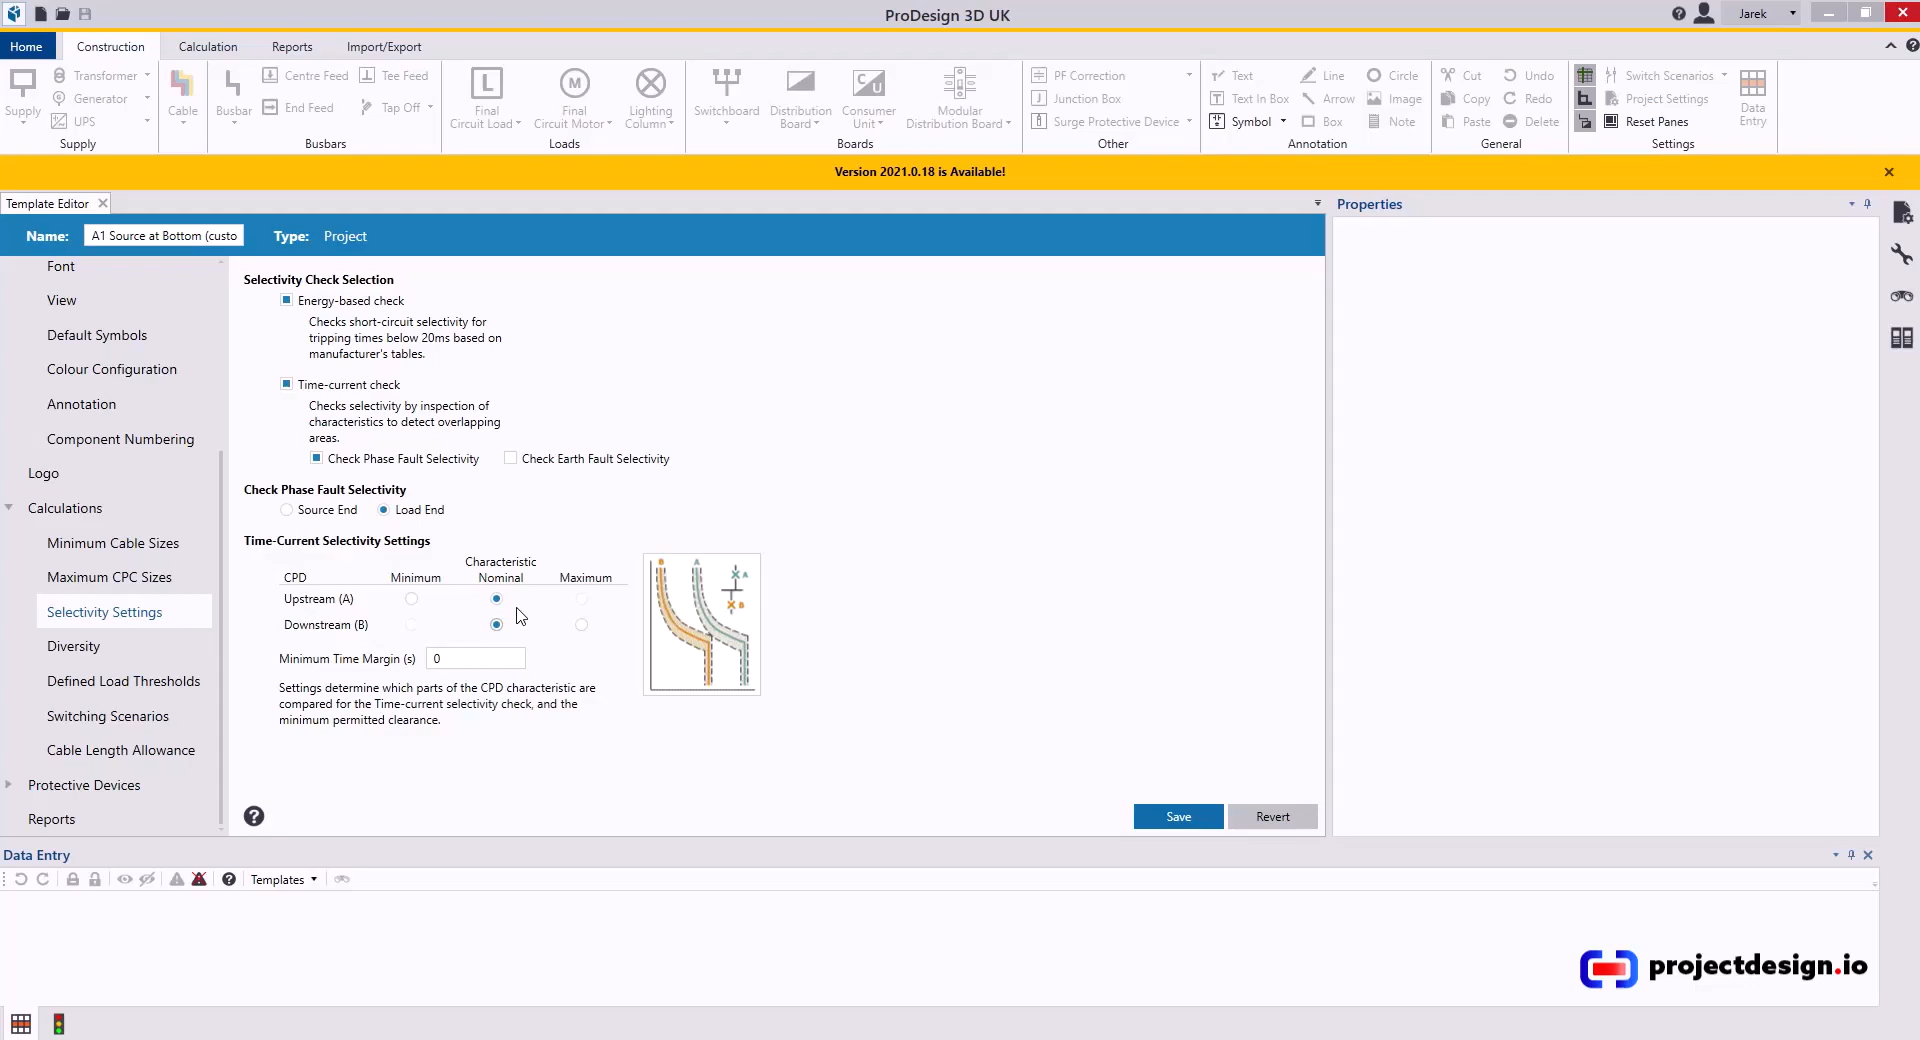 ProDesign 3D UK
Jarek
Home
Construction
Calculation
Reports
Import/Export
Supply
Transformer
Generator
UPS
Supply
Cable
Busbar
Centre Feed
Tee Feed
End Feed
Tap Off
Busbars
L
Final
Circuit Load
M
Final
Circuit Motor
Lighting
Column
Loads
Switchboard
Distribution
Board
C
U
Consumer
Unit
Modular
Distribution Board
Boards
PF Correction
Junction Box
Surge Protective Device
Other
Text
Line
Circle
Text In Box
Arrow
Image
Symbol
Box
Note
Annotation
Cut
Undo
Copy
Redo
Paste
Delete
General
Switch Scenarios
Project Settings
Reset Panes
Data
Entry
Settings
Version 2021.0.18 is Available!
Template Editor
Properties
Name:
A1 Source at Bottom (custo
Type:
Project
Font
View
Default Symbols
Colour Configuration
Annotation
Component Numbering
Logo
Calculations
Minimum Cable Sizes
Maximum CPC Sizes
Selectivity Settings
Diversity
Defined Load Thresholds
Switching Scenarios
Cable Length Allowance
Protective Devices
Reports
Selectivity Check Selection
Energy-based check
Checks short-circuit selectivity for
tripping times below 20ms based on
manufacturer's tables.
Time-current check
Checks selectivity by inspection of
characteristics to detect overlapping
areas.
Check Phase Fault Selectivity
Check Earth Fault Selectivity
Check Phase Fault Selectivity
Source End
Load End
Time-Current Selectivity Settings
Characteristic
CPD
Minimum
Nominal
Maximum
Upstream (A)
Downstream (B)
Minimum Time Margin (s)
0
Settings determine which parts of the CPD characteristic are
compared for the Time-current selectivity check, and the
minimum permitted clearance.
B
A
A
B
Save
Revert
Data Entry
Templates
projectdesign.io